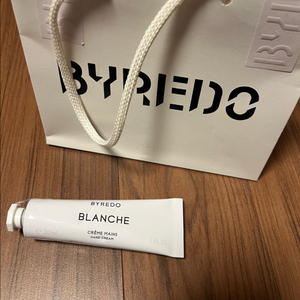 BYREDO
BYREDO
BLANCHE
CRÈME MAINS
HAND CREAM